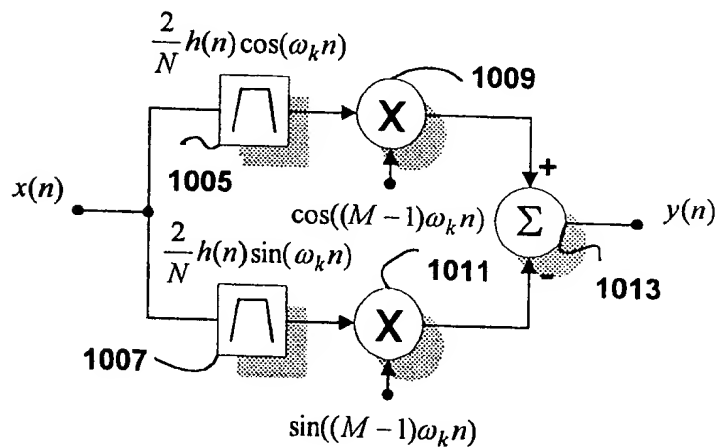 2/N h(n)cos(ω_k n)
1009
X
1005
x(n)
cos((M − 1)ω_k n)
+
Σ
y(n)
2/N h(n)sin(ω_k n)
1011
-
1013
X
1007
sin((M − 1)ω_k n)